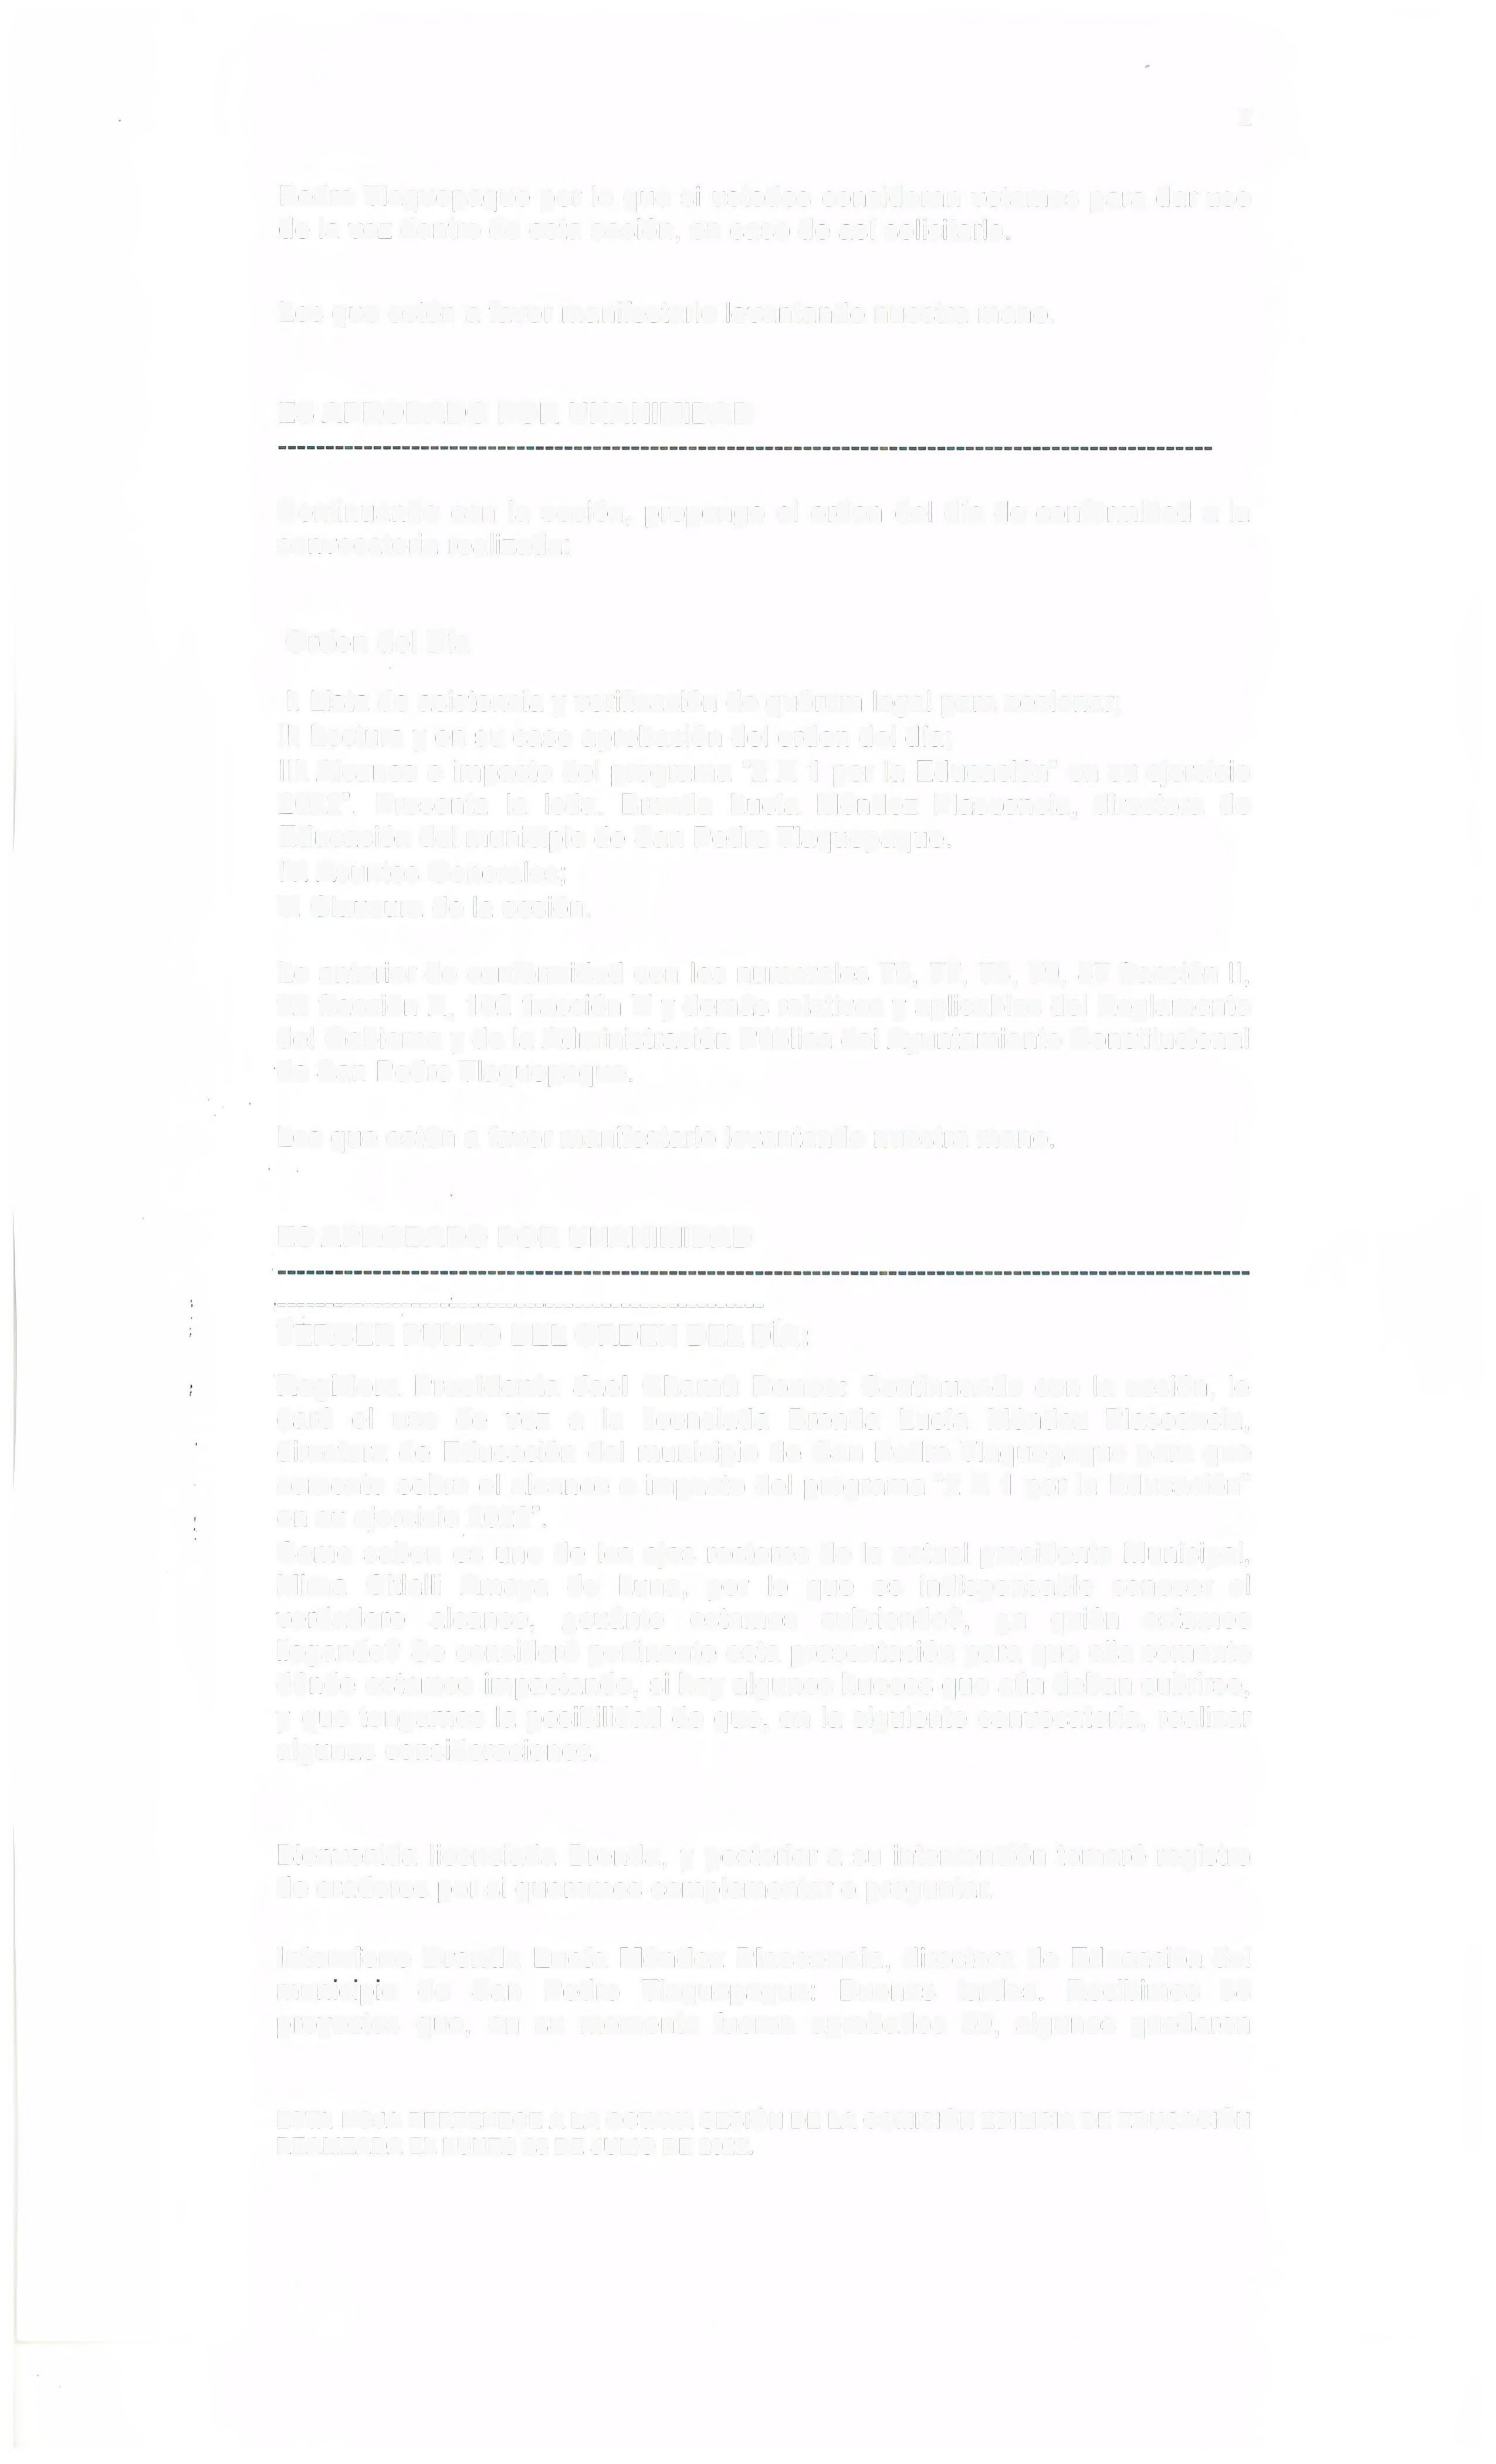 Pedro Tlaquepaque por lo que si ustedes consideran votamos para dar uso
de la voz dentro de esta sesión, en caso de así solicitarlo.
Los que estén a favor manifestarlo levantando nuestra mano.
ES APROBADO POR UNANIMIDAD
Continuando con la sesión, propongo el orden del día de conformidad a la
convocatoria realizada:
Orden del Día
I. Lista de asistencia y verificación de quórum legal para sesionar;
II. Lectura y en su caso aprobación del orden del día;
III. Alcance e impacto del programa "2 X 1 por la Educación" en su ejercicio
2022". Presenta la leda. Brenda Lucía Méndez Plascencia, directora de
Educación del municipio de San Pedro Tlaquepaque.
IV. Asuntos Generales;
V. Clausura de la sesión.
Lo anterior de conformidad con los numerales 76, 77, 78, 87 fracción II,
fracción X, fracción V y demás relativos y aplicables del Reglamento
del Gobierno y de la Administración Pública del Ayuntamiento Constitucional
de San Pedro Tlaquepaque.
Los que estén a favor manifestarlo levantando nuestra mano.
ES APROBADO POR UNANIMIDAD
TERCER PUNTO DEL ORDEN DEL DÍA:
Regidora Presidenta Jael Chamú Ponce: Continuando con la sesión, le
daré el uso de voz a la licenciada Brenda Lucía Méndez Plascencia,
directora de Educación del municipio de San Pedro Tlaquepaque para que
comente sobre el alcance e impacto del programa "2 X 1 por la Educación"
en su ejercicio 2022".
Como saben es uno de los ejes rectores de la actual presidenta Municipal,
Mirna Citlalli Amaya de Luna, por lo que es indispensable conocer el
verdadero alcance, ¿cuánto estamos cubriendo?, ¿a quién estamos
llegando? Se consideró pertinente esta presentación para que ella comente
dónde estamos impactando, si hay algunos huecos que aún deban cubrirse,
y que tengamos la posibilidad de que, en la siguiente convocatoria, realizar
algunas consideraciones.
Bienvenida licenciada Brenda, y posterior a su intervención tomaré registro
de oradores por si queremos complementar o preguntar.
Interviene Brenda Lucía Méndez Plascencia, directora de Educación del
municipio de San Pedro Tlaquepaque: Buenas tardes. Recibimos
proyectos que, en su momento fueron aprobados algunos quedaron
ESTA HOJA PERTENECE A LA OCTAVA SESIÓN DE LA COMISIÓN EDILICIA DE EDUCACIÓN
REALIZADA EL LUNES DE JULIO DE 2022.